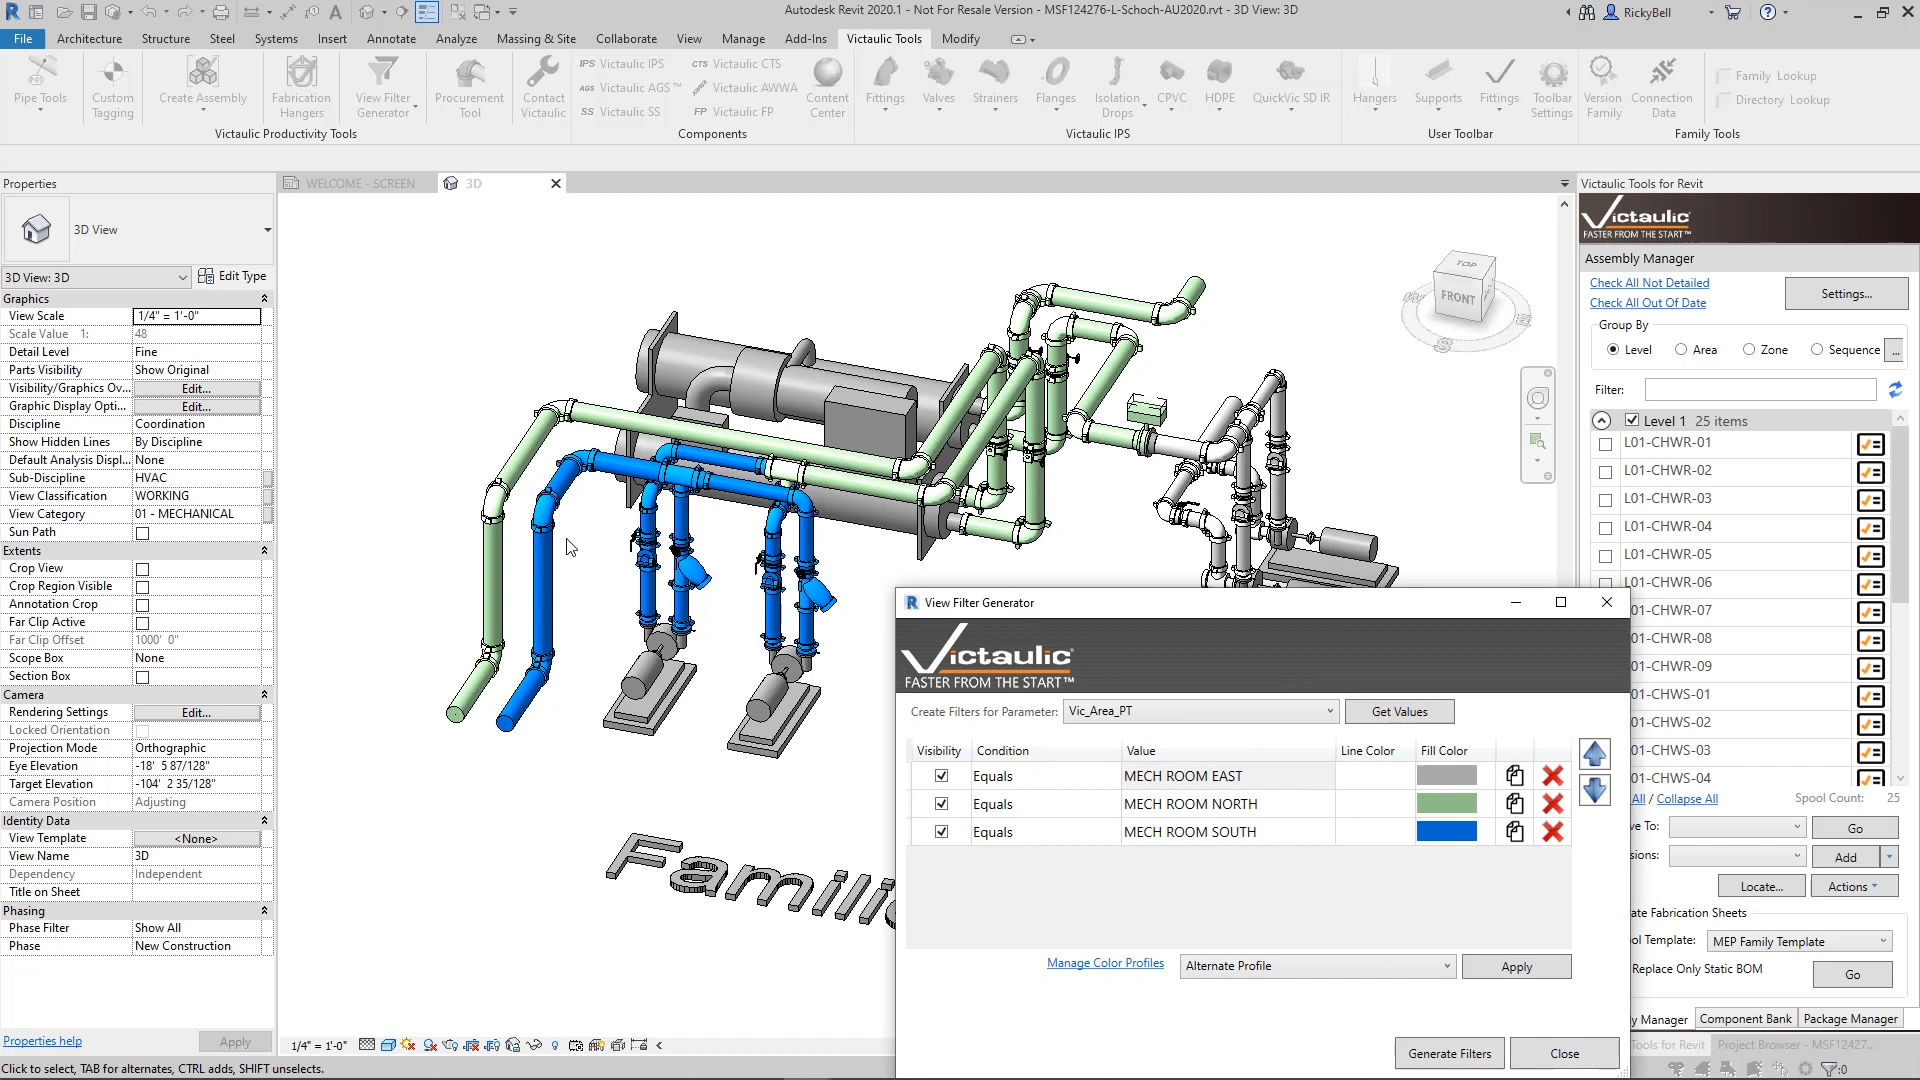 Autodesk Revit 2020.1 - Not For Resale Version - MSF124276-L-Schoch-AU2020.rvt - 3D View: 3D
RickyBell
File Architecture Structure Steel Systems Insert Annotate Analyze Massing & Site Collaborate View Manage Add-Ins Victaulic Tools Modify
Pipe Tools
Custom Tagging
Create Assembly
Fabrication Hangers
View Filter Generator
Procurement Tool
Contact Victaulic
Victaulic Productivity Tools
IPS Victaulic IPS
AGS Victaulic AGS™
SS Victaulic SS
CTS Victaulic CTS
Victaulic AWWA
FP Victaulic FP
Content Center
Components
Fittings
Valves
Strainers
Flanges
Isolation Drops
CPVC
HDPE
QuickVic SD IR
Victaulic IPS
Hangers
Supports
Fittings
Toolbar Settings
User Toolbar
Version Family
Connection Data
Family Lookup
Directory Lookup
Family Tools
Properties
3D View
3D View: 3D
Edit Type
Graphics
View Scale 1/4" = 1'-0"
Scale Value 1: 48
Detail Level Fine
Parts Visibility Show Original
Visibility/Graphics Ov... Edit...
Graphic Display Opti... Edit...
Discipline Coordination
Show Hidden Lines By Discipline
Default Analysis Displ... None
Sub-Discipline HVAC
View Classification WORKING
View Category 01 - MECHANICAL
Sun Path
Extents
Crop View
Crop Region Visible
Annotation Crop
Far Clip Active
Far Clip Offset 1000' 0"
Scope Box None
Section Box
Camera
Rendering Settings Edit...
Locked Orientation
Projection Mode Orthographic
Eye Elevation -18' 5 87/128"
Target Elevation -104' 2 35/128"
Camera Position Adjusting
Identity Data
View Template <None>
View Name 3D
Dependency Independent
Title on Sheet
Phasing
Phase Filter Show All
Phase New Construction
Properties help
Apply
WELCOME - SCREEN
3D
TOP
FRONT
Famili
1/4" = 1'-0"
Click to select, TAB for alternates, CTRL adds, SHIFT unselects.
View Filter Generator
Victaulic
FASTER FROM THE START™
Create Filters for Parameter: Vic_Area_PT
Get Values
Visibility Condition Value Line Color Fill Color
Equals MECH ROOM EAST
Equals MECH ROOM NORTH
Equals MECH ROOM SOUTH
Manage Color Profiles
Alternate Profile
Apply
Generate Filters
Close
Victaulic Tools for Revit
Victaulic
FASTER FROM THE START™
Assembly Manager
Check All Not Detailed
Check All Out Of Date
Settings...
Group By
Level Area Zone Sequence ...
Filter:
Level 1 25 items
L01-CHWR-01
L01-CHWR-02
L01-CHWR-03
L01-CHWR-04
L01-CHWR-05
L01-CHWR-06
01-CHWR-07
01-CHWR-08
01-CHWR-09
01-CHWS-01
01-CHWS-02
01-CHWS-03
01-CHWS-04
All / Collapse All
Spool Count: 25
ve To:
Go
sions:
Add
Locate...
Actions
ate Fabrication Sheets
ol Template: MEP Family Template
Replace Only Static BOM
Go
y Manager
Component Bank
Package Manager
Tools for Revit
Project Browser - MSF12427...
:0